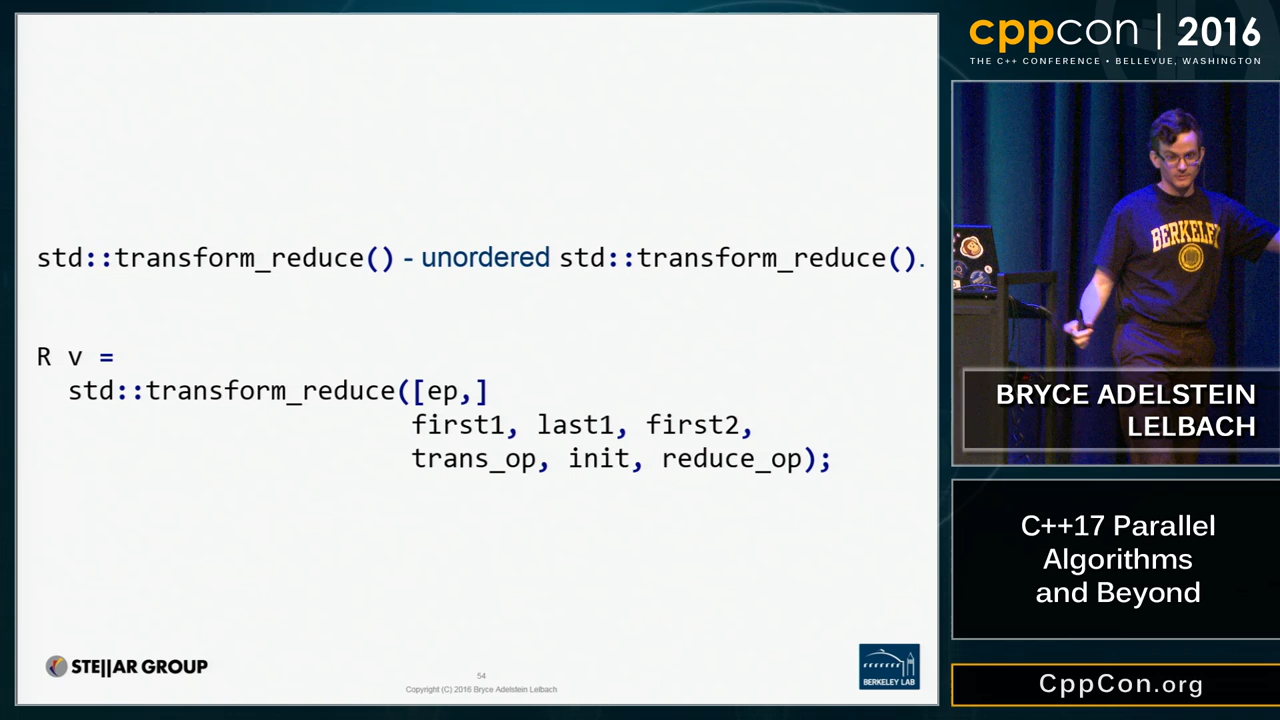 std::transform_reduce() - unordered std::transform_reduce().
R v =
std::transform_reduce([ep,]
first1, last1, first2,
trans_op, init, reduce_op);
STE||AR GROUP
54
Copyright (C) 2016 Bryce Adelstein Lelbach
BERKELEY LAB
cppcon | 2016
THE C++ CONFERENCE • BELLEVUE, WASHINGTON
BERKELEY
BRYCE ADELSTEIN
LELBACH
C++17 Parallel
Algorithms
and Beyond
CppCon.org